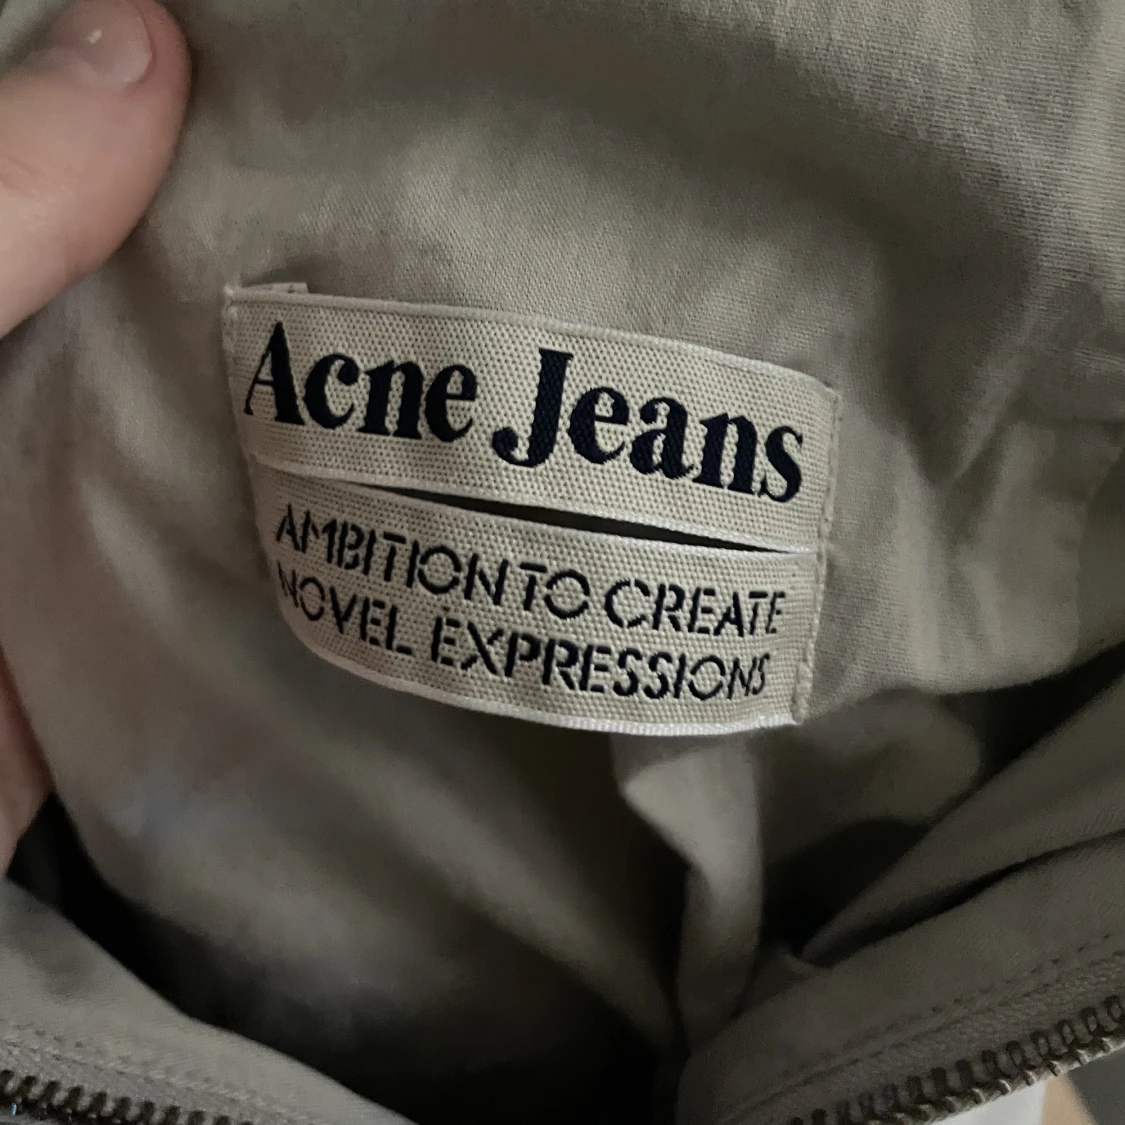 Acne Jeans
AMBITION TO CREATE
NOVEL EXPRESSIONS